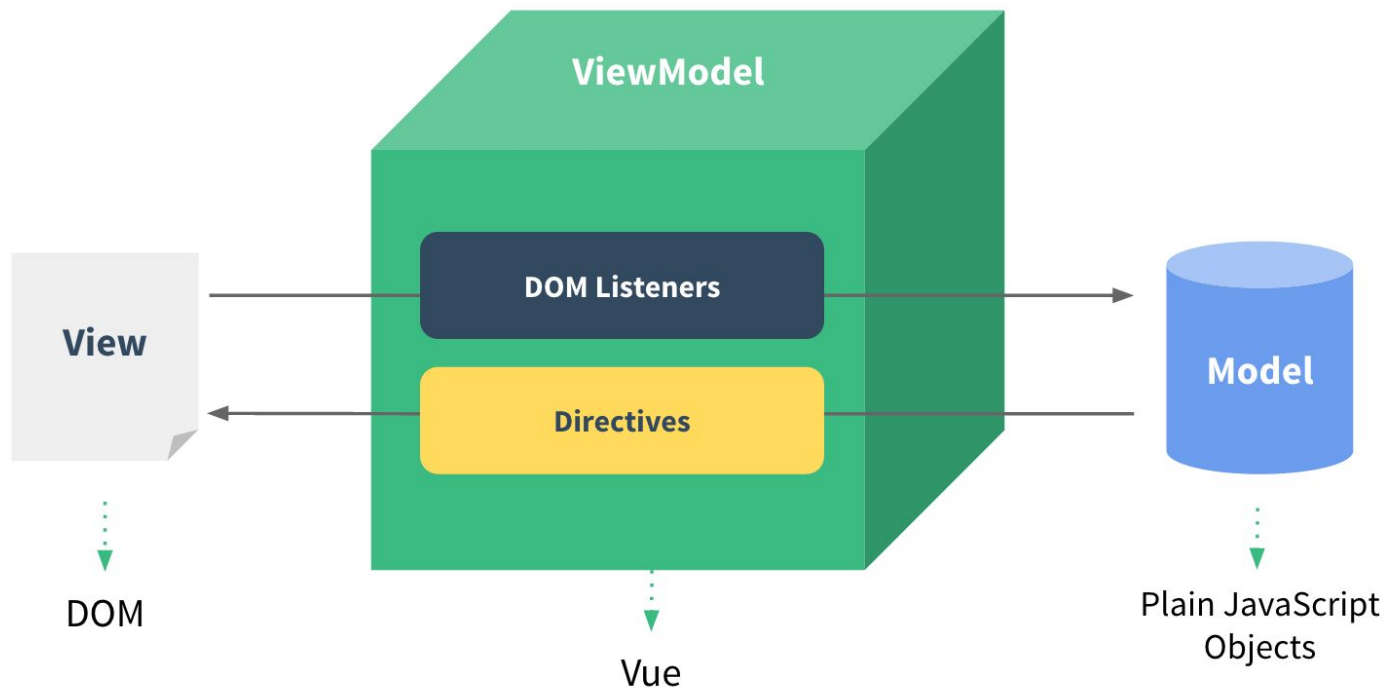 ViewModel
DOM Listeners
View
Model
Directives
DOM
Plain JavaScript
Objects
Vue